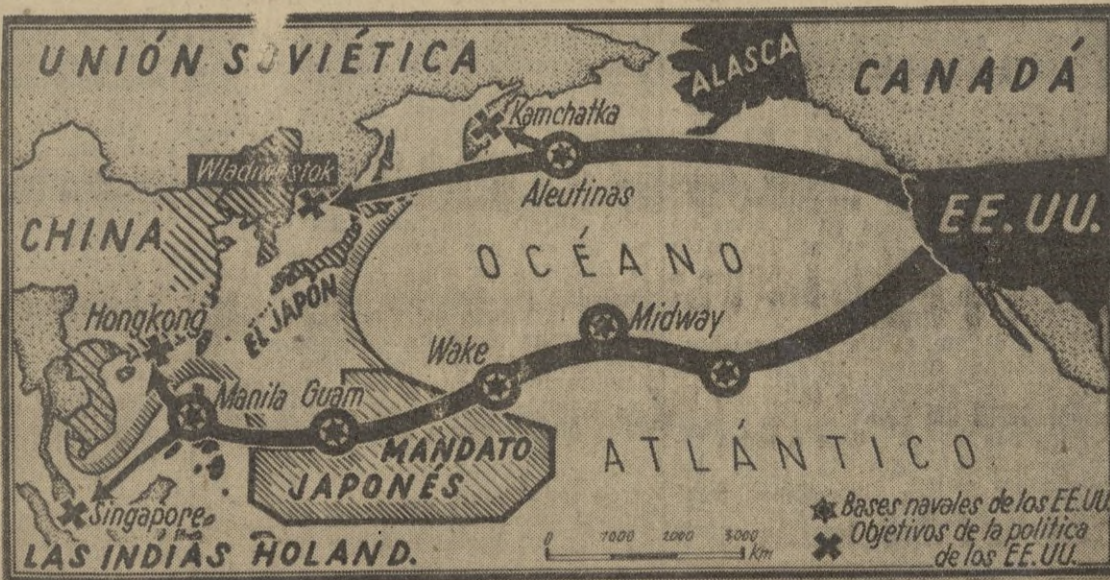 UNIÓN SOVIÉTICA
ALASCA
CANADÁ
Kamchatka
Wladiwostok
Aleutinas
EE.UU.
CHINA
OCÉANO
EL JAPÓN
Hongkong
Midway
Wake
Manila Guam
MANDATO
JAPONÉS
ATLÁNTICO
Singapore
LAS INDIAS HOLAND.
0 1000 2000 3000
Km
Bases navales de los EE.UU
Objetivos de la política
de los EE.UU.